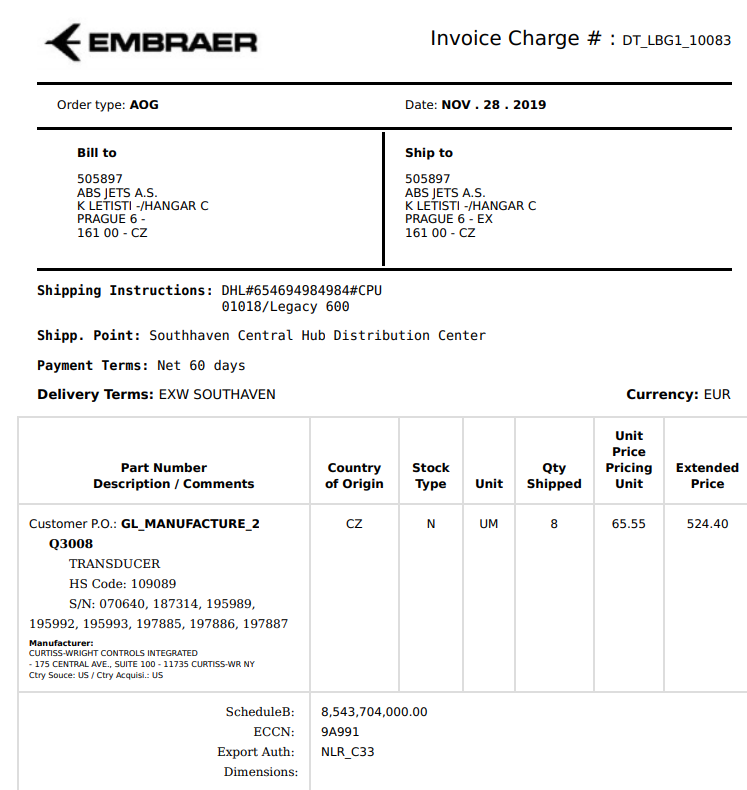 EMBRAER
Invoice Charge # : DT_LBG1_10083
Order type: AOG
Date: NOV . 28 . 2019
Bill to
505897
ABS JETS A.S.
K LETISTI -/HANGAR C
PRAGUE 6 -
161 00 - CZ
Ship to
505897
ABS JETS A.S.
K LETISTI -/HANGAR C
PRAGUE 6 - EX
161 00 - CZ
Shipping Instructions: DHL#654694984984#CPU
01018/Legacy 600
Shipp. Point: Southhaven Central Hub Distribution Center
Payment Terms: Net 60 days
Delivery Terms: EXW SOUTHAVEN
Currency: EUR
Part Number
Description / Comments
Country
of Origin
Stock
Type
Unit
Qty
Shipped
Unit
Price
Pricing
Unit
Extended
Price
Customer P.O.: GL_MANUFACTURE_2
CZ
N
UM
8
65.55
524.40
Q3008
TRANSDUCER
HS Code: 109089
S/N: 070640, 187314, 195989,
195992, 195993, 197885, 197886, 197887
Manufacturer:
CURTISS-WRIGHT CONTROLS INTEGRATED
- 175 CENTRAL AVE., SUITE 100 - 11735 CURTISS-WR NY
Ctry Souce: US / Ctry Acquisi.: US
ScheduleB: 8,543,704,000.00
ECCN: 9A991
Export Auth: NLR_C33
Dimensions: